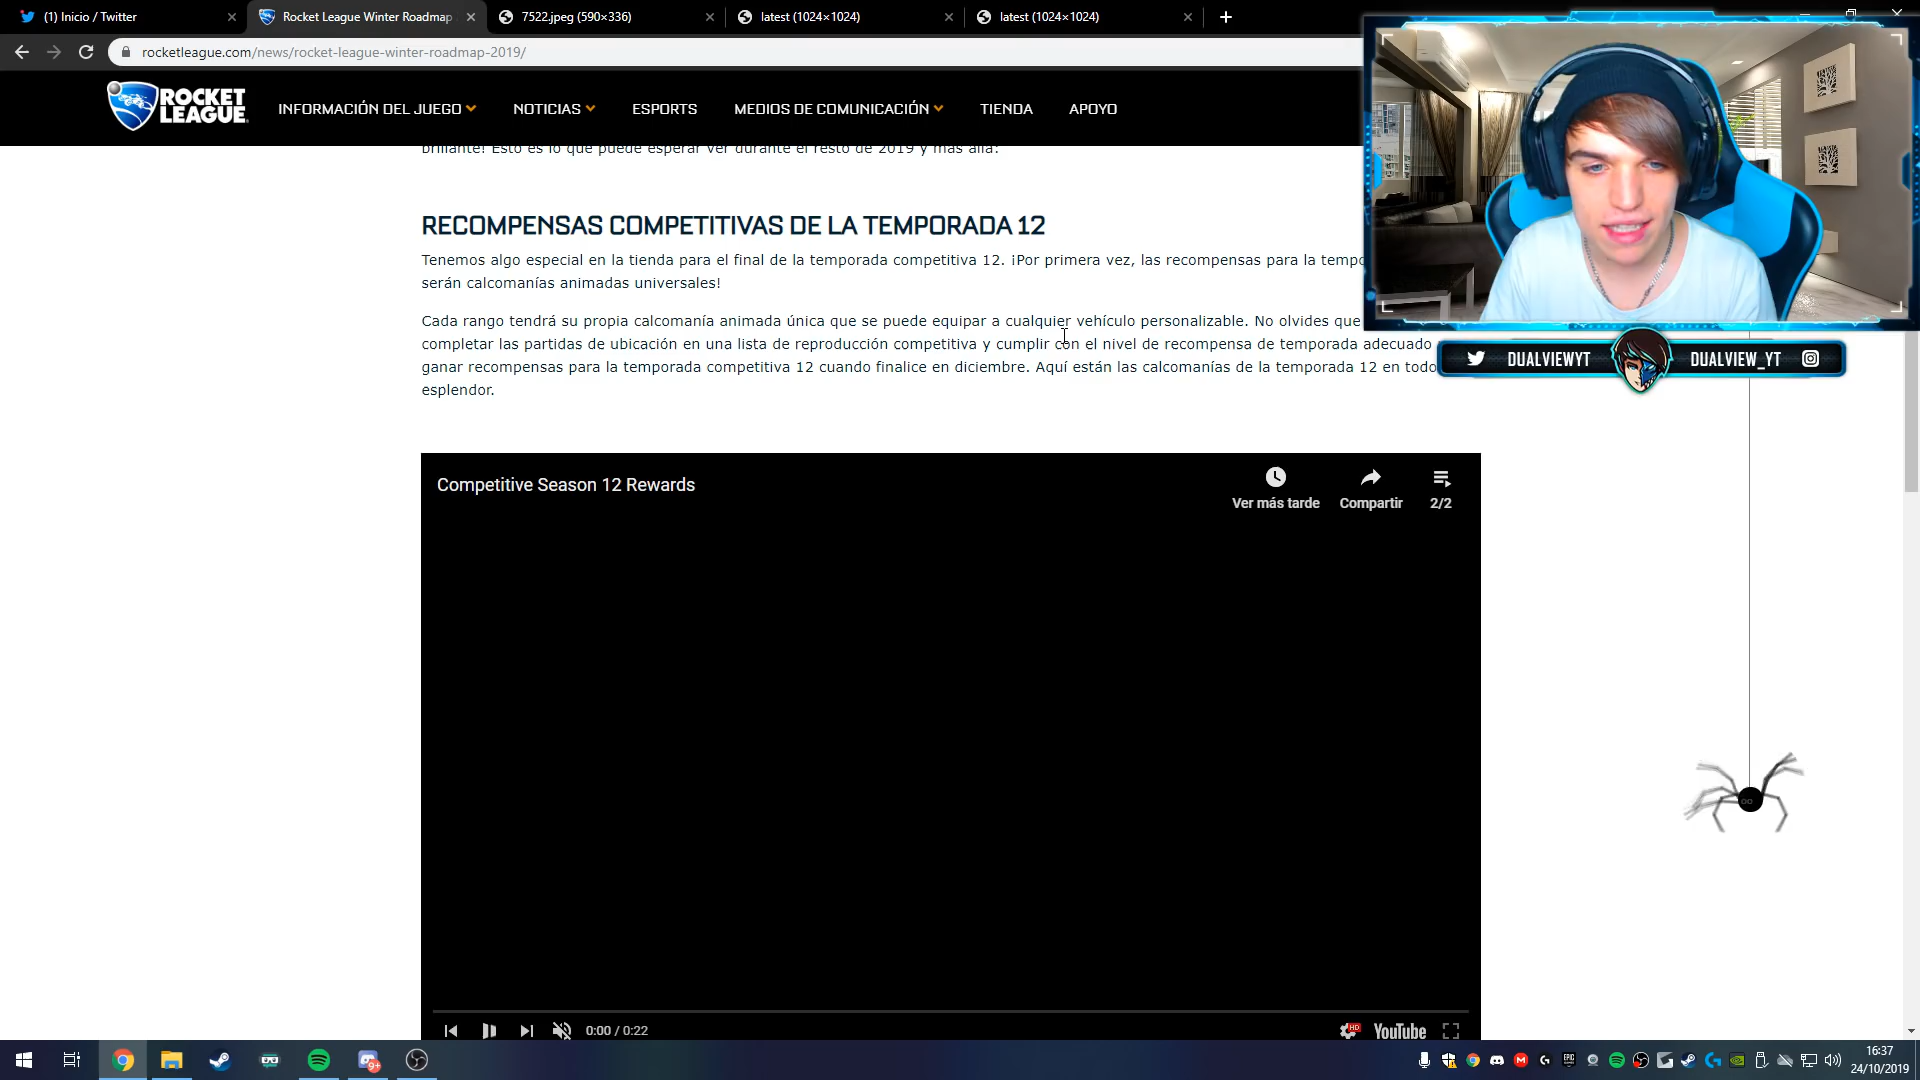 (1) Inicio / Twitter
Rocket League Winter Roadmap
7522.jpeg (590×336)
latest (1024×1024)
latest (1024×1024)
rocketleague.com/news/rocket-league-winter-roadmap-2019/
ROCKET LEAGUE
INFORMACIÓN DEL JUEGO
NOTICIAS
ESPORTS
MEDIOS DE COMUNICACIÓN
TIENDA
APOYO
brillante! Esto es lo que puede esperar ver durante el resto de 2019 y más allá:
RECOMPENSAS COMPETITIVAS DE LA TEMPORADA 12
Tenemos algo especial en la tienda para el final de la temporada competitiva 12. ¡Por primera vez, las recompensas para la
serán calcomanías animadas universales!
Cada rango tendrá su propia calcomanía animada única que se puede equipar a cualquier vehículo personalizable. No olvides que
completar las partidas de ubicación en una lista de reproducción competitiva y cumplir con el nivel de recompensa de temporada adecuado
ganar recompensas para la temporada competitiva 12 cuando finalice en diciembre. Aquí están las calcomanías de la temporada 12 en todo
esplendor.
DUALVIEWYT
DUALVIEW_YT
Competitive Season 12 Rewards
Ver más tarde
Compartir
2/2
0:00 / 0:22
HD
YouTube
9+
16:37
24/10/2019